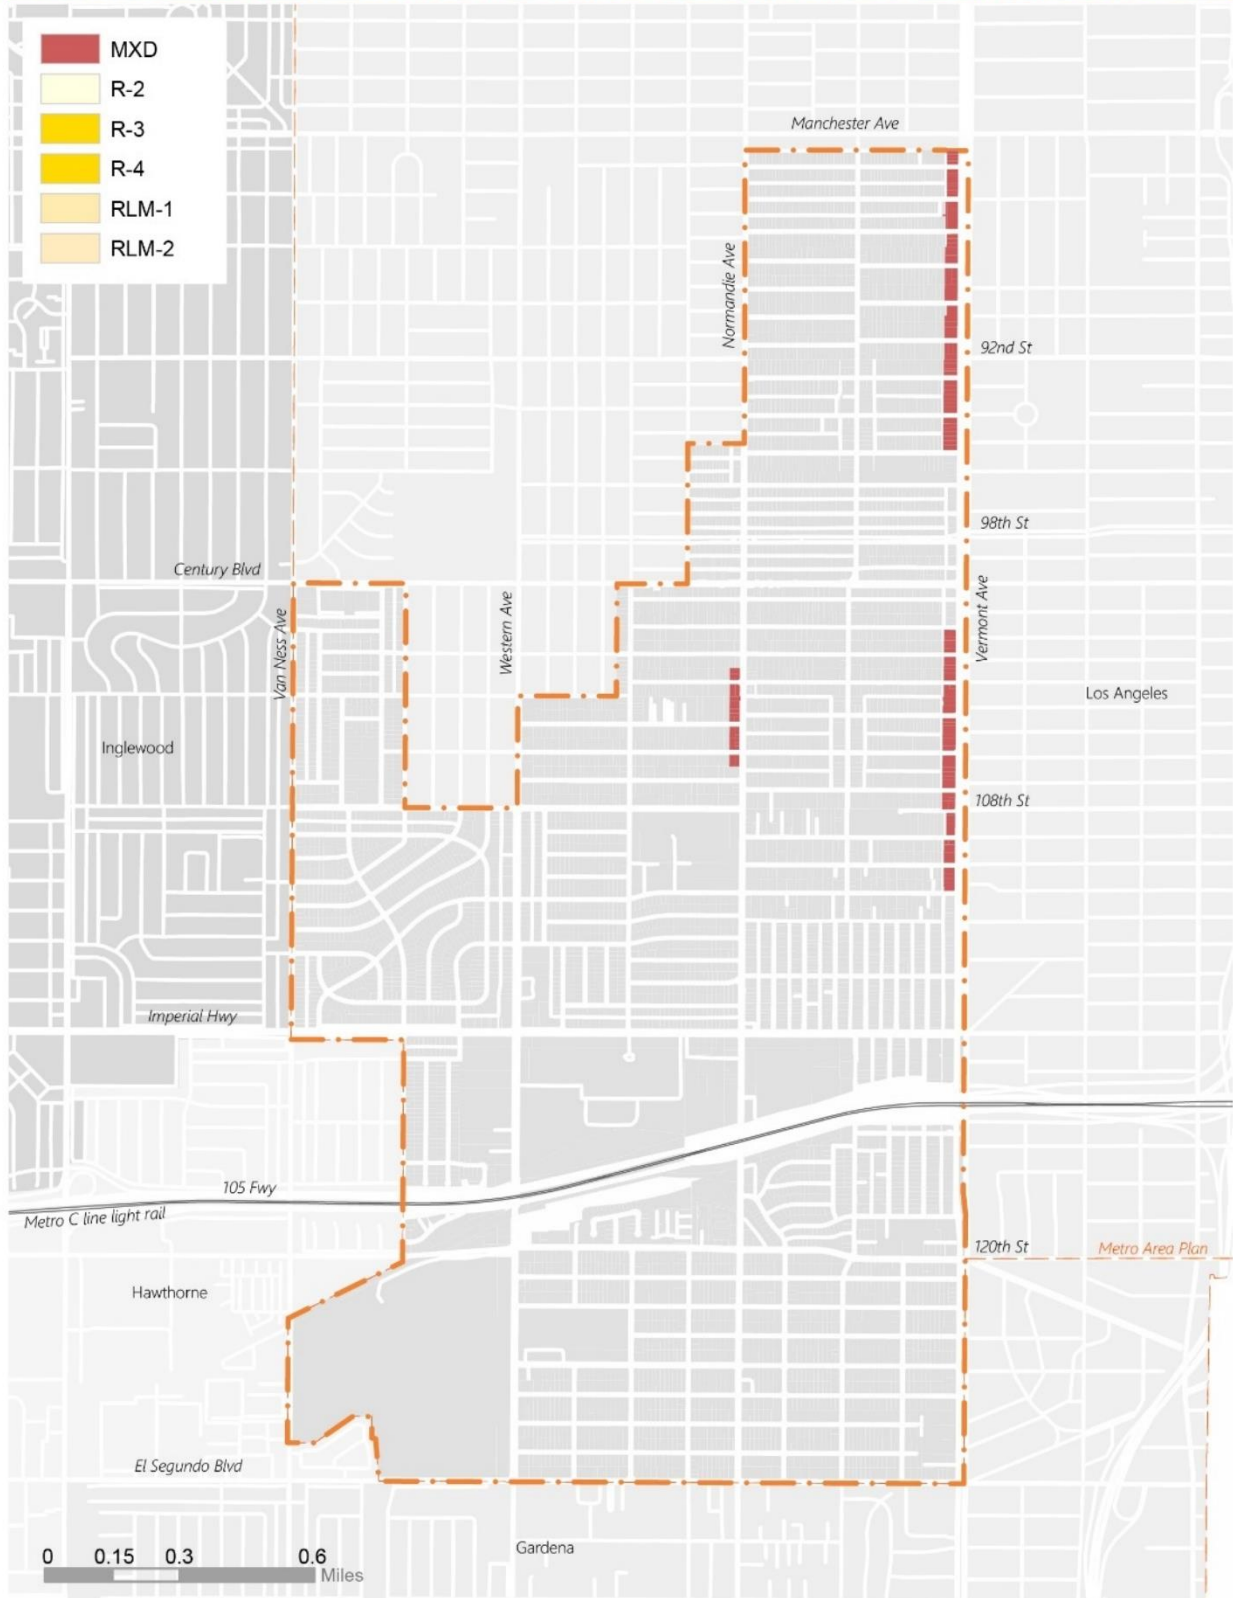 MXD
R-2
R-3
R-4
RLM-1
RLM-2
Manchester Ave
Normandie Ave
92nd St
98th St
Century Blvd
Van Ness Ave
Western Ave
Vermont Ave
Los Angeles
Inglewood
108th St
Imperial Hwy
105 Fwy
Metro C line light rail
120th St
Metro Area Plan
Hawthorne
El Segundo Blvd
Gardena
0 0.15 0.3 0.6
Miles